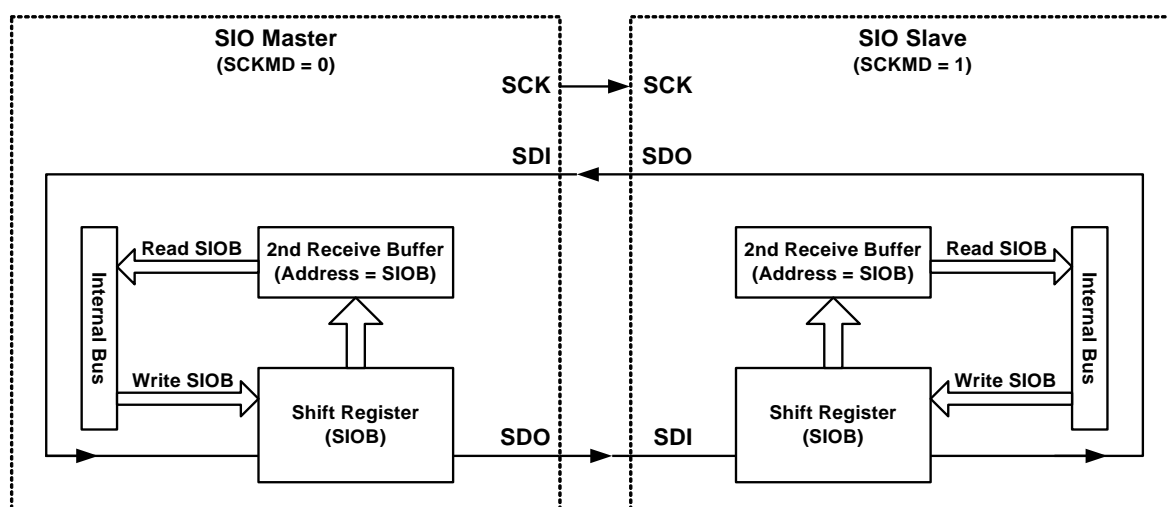 SIO Master
(SCKMD = 0)
SIO Slave
(SCKMD = 1)
SCK
SCK
SDI
SDO
Read SIOB
2nd Receive Buffer
(Address = SIOB)
Internal Bus
Write SIOB
Shift Register
(SIOB)
SDO
SDI
2nd Receive Buffer
(Address = SIOB)
Read SIOB
Internal Bus
Shift Register
(SIOB)
Write SIOB